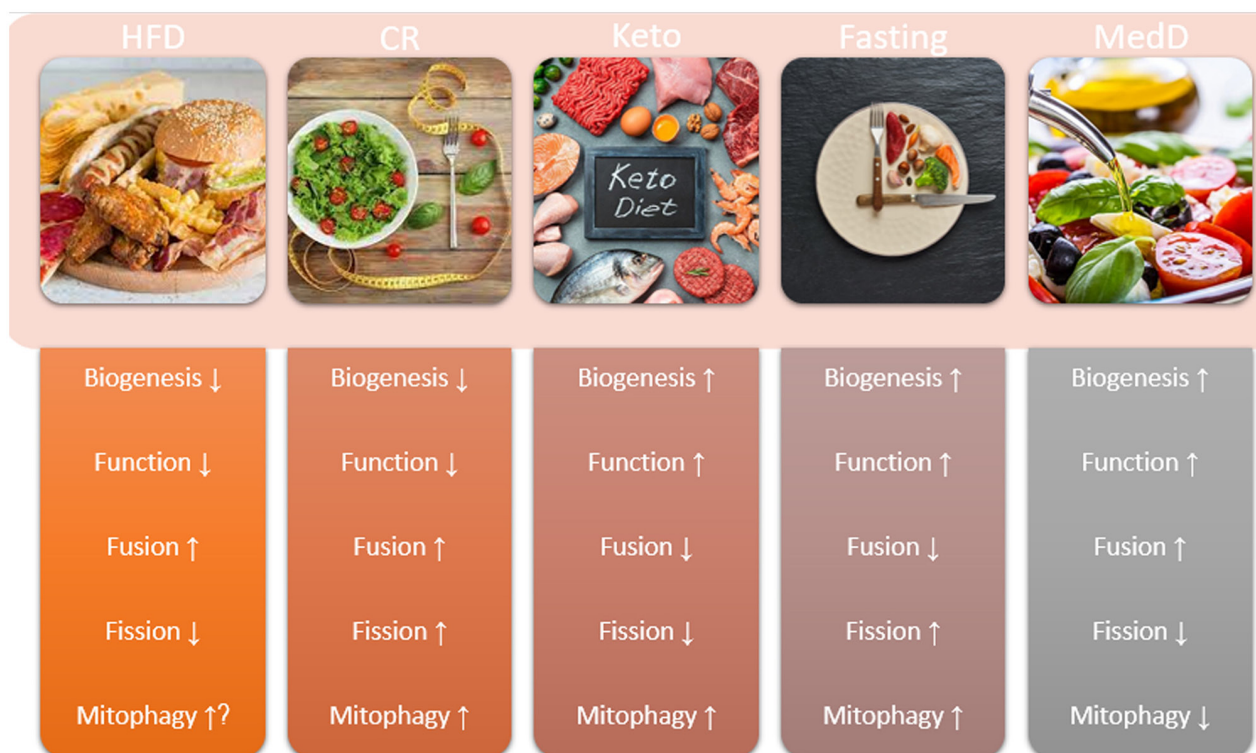 HFD
CR
Keto
Fasting
MedD
Keto
Diet
Biogenesis ↓
Biogenesis ↓
Biogenesis ↑
Biogenesis ↑
Biogenesis ↑
Function ↓
Function ↓
Function ↑
Function ↑
Function ↑
Fusion ↑
Fusion ↑
Fusion ↓
Fusion ↓
Fusion ↑
Fission ↓
Fission ↑
Fission ↓
Fission ↑
Fission ↓
Mitophagy ↑?
Mitophagy ↑
Mitophagy ↑
Mitophagy ↑
Mitophagy ↓